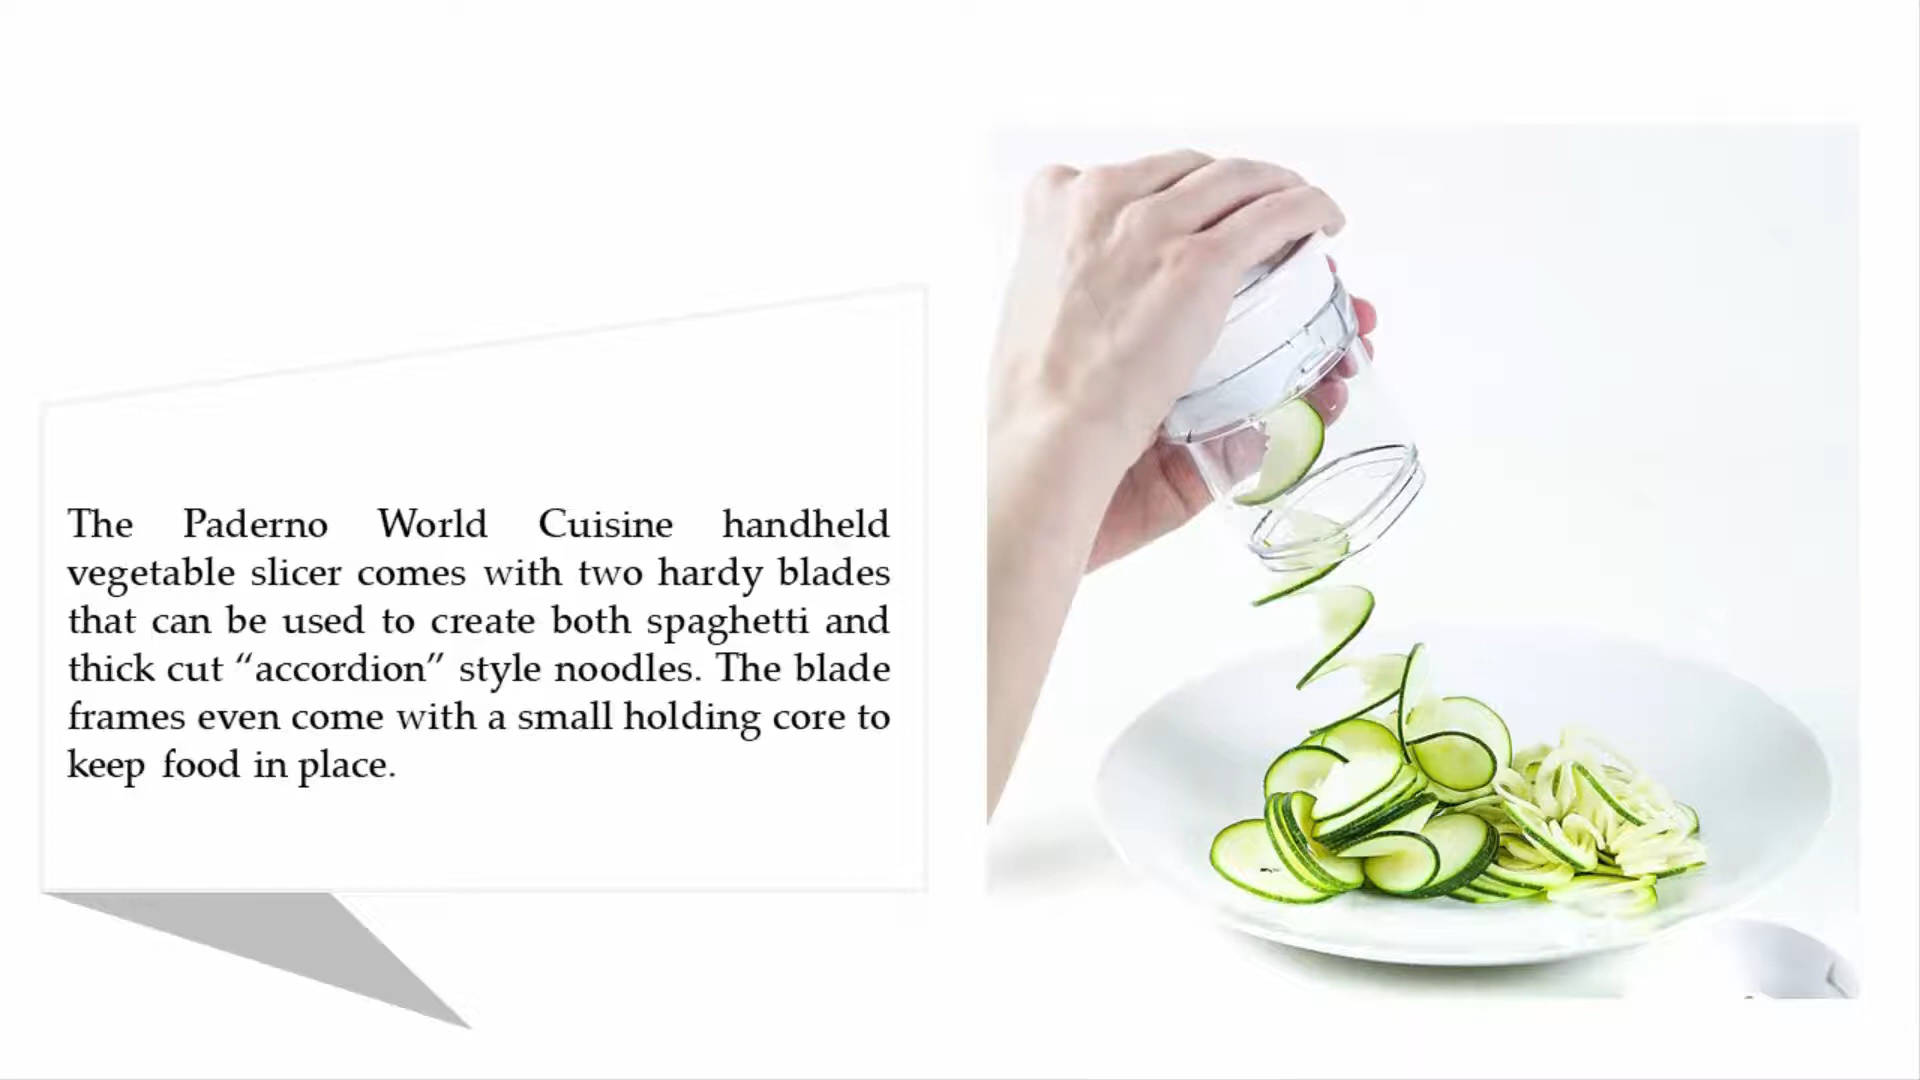 The Paderno World Cuisine handheld
vegetable slicer comes with two hardy blades
that can be used to create both spaghetti and
thick cut “accordion” style noodles. The blade
frames even come with a small holding core to
keep food in place.